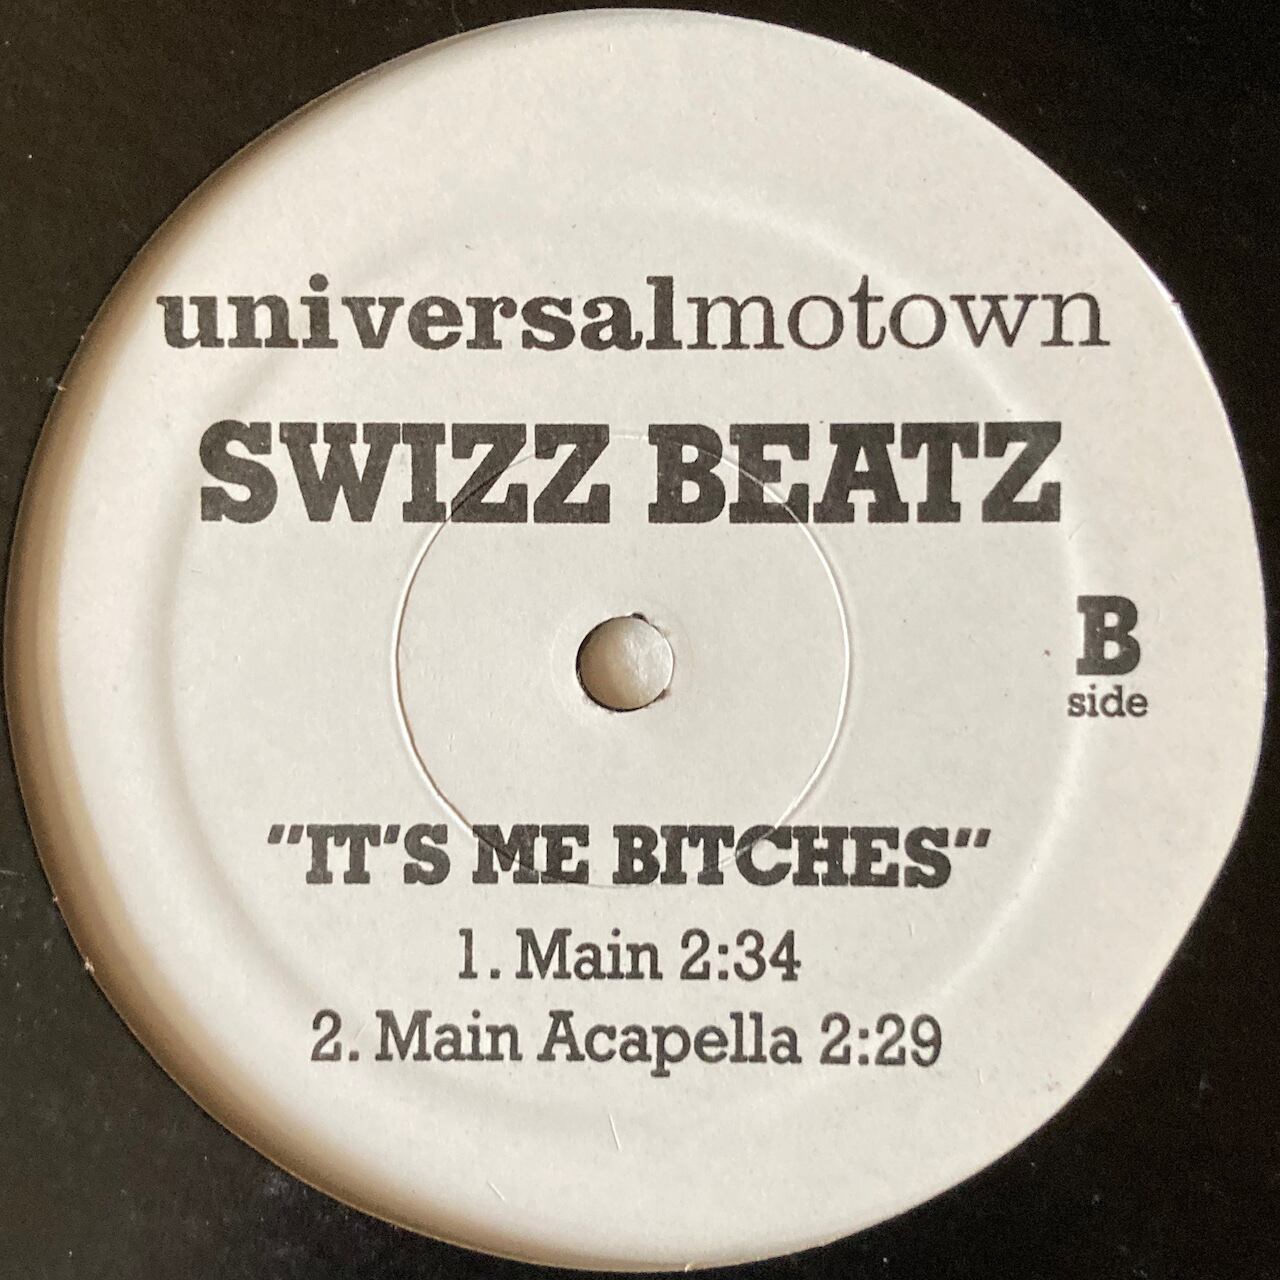 universalmotown
SWIZZ BEATZ
B
side
"IT'S ME BITCHES"
1. Main 2:34
2. Main Acapella 2:29